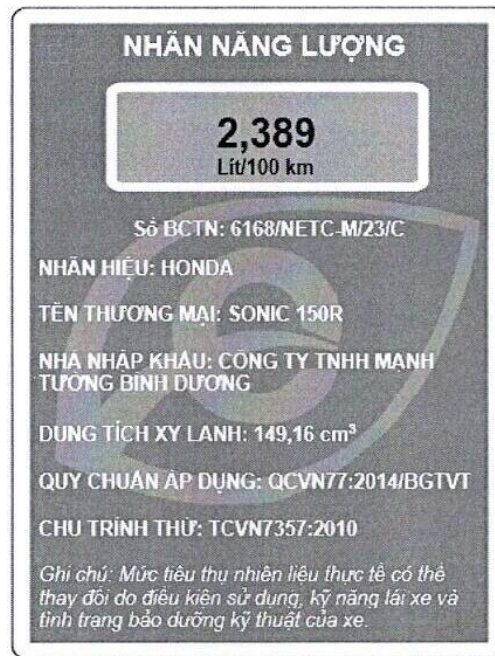 NHÃN NĂNG LƯỢNG
2,389
Lít/100 km
Số BCTN: 6168/NETC-M/23/C
NHÃN HIỆU: HONDA
TÊN THƯƠNG MẠI: SONIC 150R
NHÀ NHẬP KHẨU: CÔNG TY TNHH MẠNH
TƯỜNG BÌNH DƯƠNG
DUNG TÍCH XY LANH: 149,16 cm³
QUY CHUẨN ÁP DỤNG: QCVN77:2014/BGTVT
CHU TRÌNH THỬ: TCVN7357:2010
Ghi chú: Mức tiêu thụ nhiên liệu thực tế có thể
thay đổi do điều kiện sử dụng, kỹ năng lái xe và
tình trạng bảo dưỡng kỹ thuật của xe.